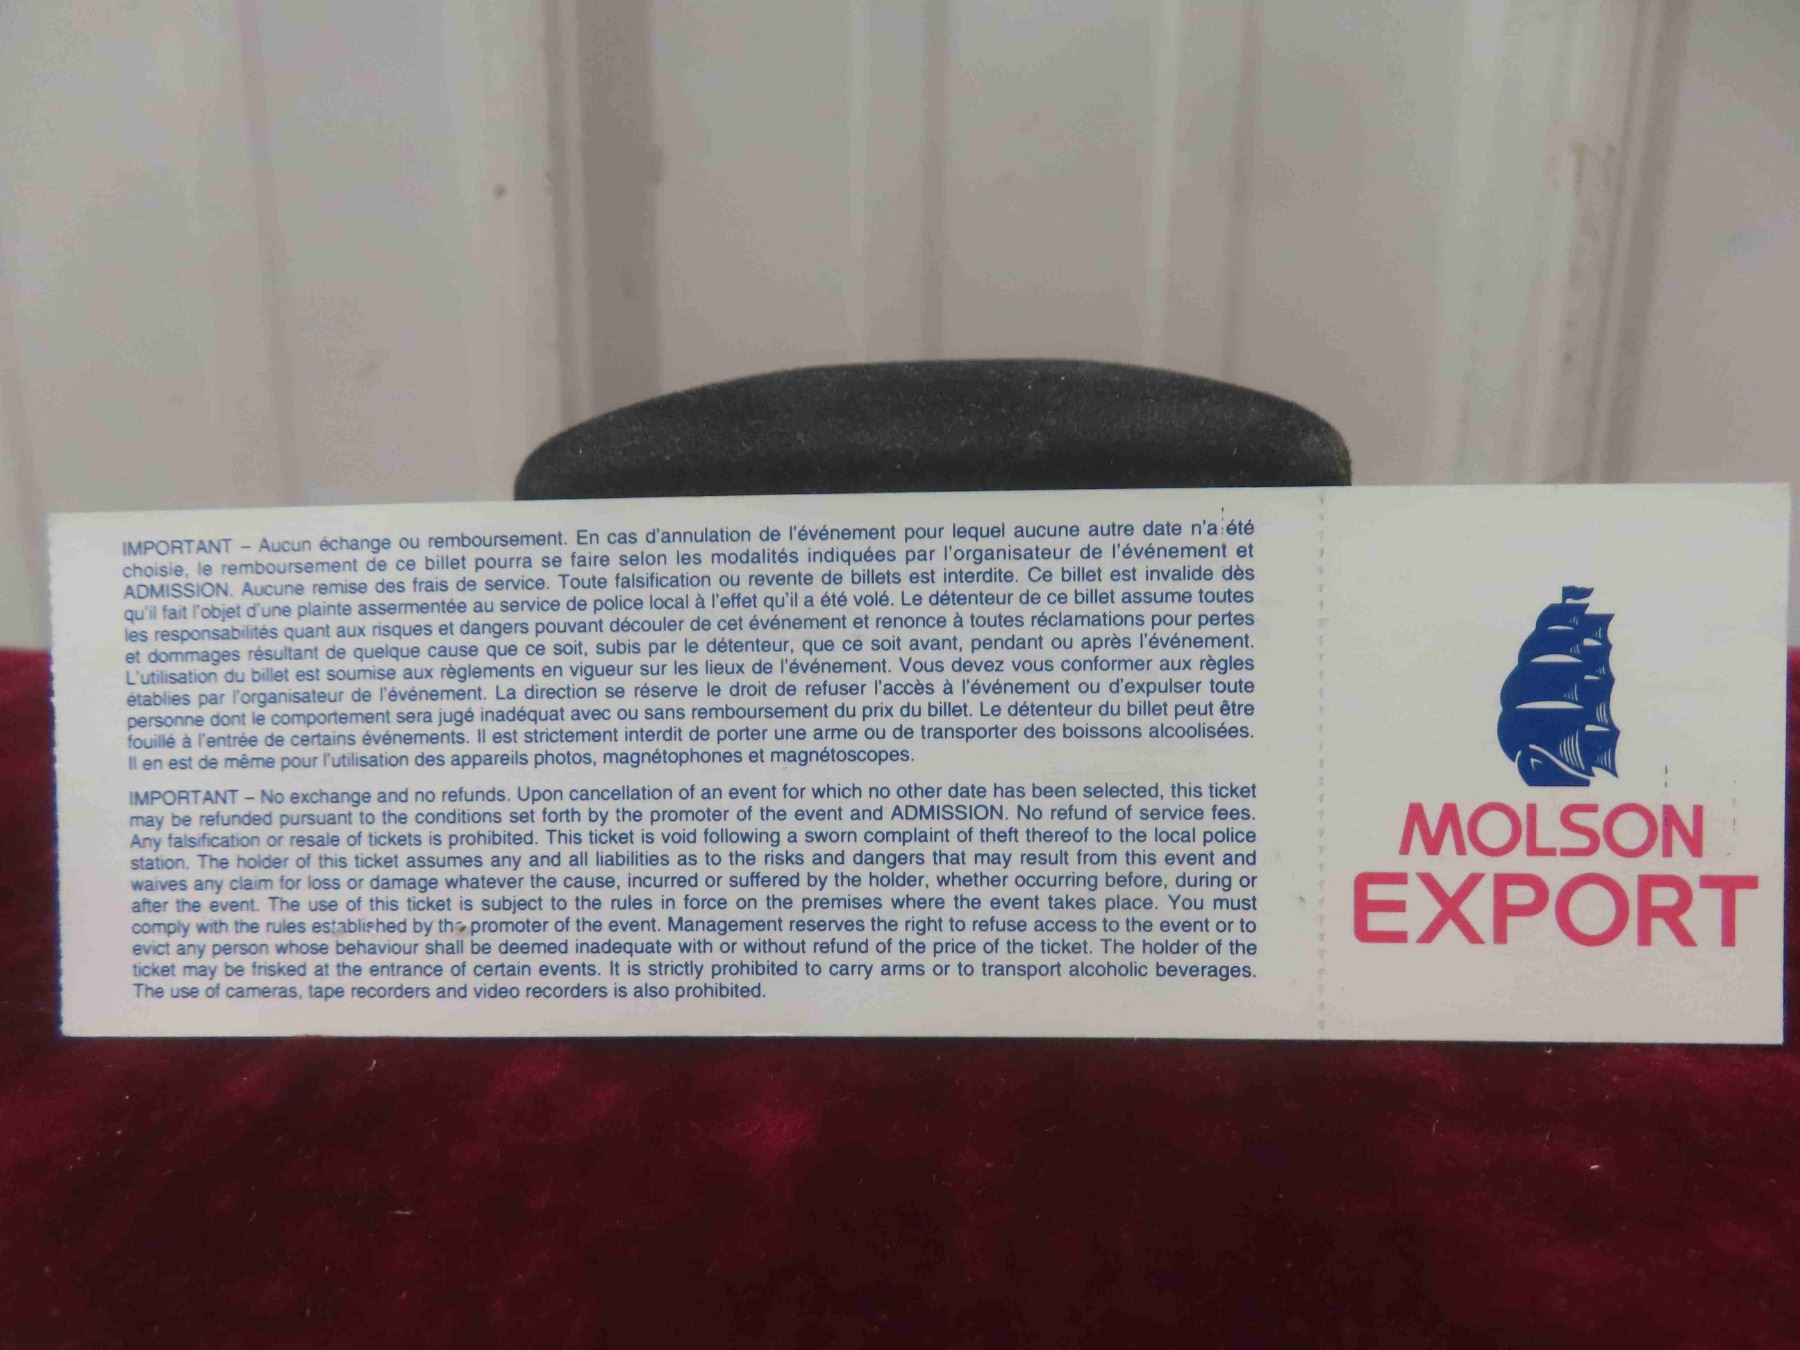 IMPORTANT – Aucun échange ou remboursement. En cas d'annulation de l'événement pour lequel aucune autre date n'a été
choisie, le remboursement de ce billet pourra se faire selon les modalités indiquées par l'organisateur de l'événement et
ADMISSION. Aucune remise des frais de service. Toute falsification ou revente de billets est interdite. Ce billet est invalide dès
qu'il fait l'objet d'une plainte assermentée au service de police local à l'effet qu'il a été volé. Le détenteur de ce billet assume toutes
les responsabilités quant aux risques et dangers pouvant découler de cet événement et renonce à toutes réclamations pour pertes
et dommages résultant de quelque cause que ce soit, subis par le détenteur, que ce soit avant, pendant ou après l'événement.
L'utilisation du billet est soumise aux règlements en vigueur sur les lieux de l'événement. Vous devez vous conformer aux règles
établies par l'organisateur de l'événement. La direction se réserve le droit de refuser l'accès à l'événement ou d'expulser toute
personne dont le comportement sera jugé inadéquat avec ou sans remboursement du prix du billet. Le détenteur du billet peut être
fouillé à l'entrée de certains événements. Il est strictement interdit de porter une arme ou de transporter des boissons alcoolisées.
Il en est de même pour l'utilisation des appareils photos, magnétophones et magnétoscopes.
IMPORTANT – No exchange and no refunds. Upon cancellation of an event for which no other date has been selected, this ticket
may be refunded pursuant to the conditions set forth by the promoter of the event and ADMISSION. No refund of service fees.
Any falsification or resale of tickets is prohibited. This ticket is void following a sworn complaint of theft thereof to the local police
station. The holder of this ticket assumes any and all liabilities as to the risks and dangers that may result from this event and
waives any claim for loss or damage whatever the cause, incurred or suffered by the holder, whether occurring before, during or
after the event. The use of this ticket is subject to the rules in force on the premises where the event takes place. You must
comply with the rules established by the promoter of the event. Management reserves the right to refuse access to the event or to
evict any person whose behaviour shall be deemed inadequate with or without refund of the price of the ticket. The holder of the
ticket may be frisked at the entrance of certain events. It is strictly prohibited to carry arms or to transport alcoholic beverages.
The use of cameras, tape recorders and video recorders is also prohibited.
MOLSON
EXPORT